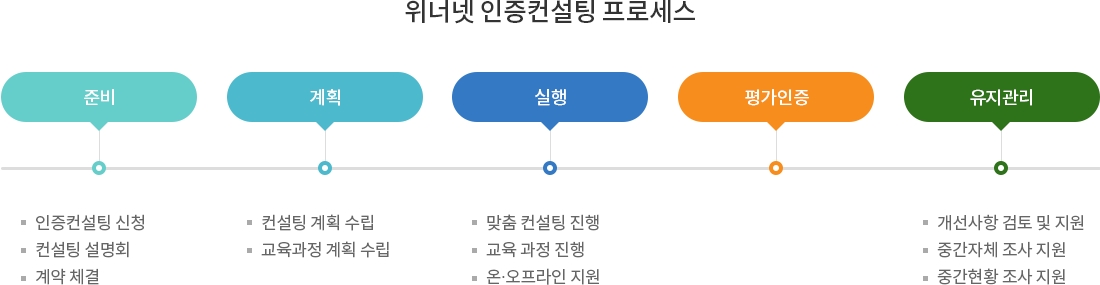 위너넷 인증컨설팅 프로세스
준비
계획
실행
평가인증
유지관리
인증컨설팅 신청
컨설팅 설명회
계약 체결
컨설팅 계획 수립
교육과정 계획 수립
맞춤 컨설팅 진행
교육 과정 진행
온·오프라인 지원
개선사항 검토 및 지원
중간자체 조사 지원
중간현황 조사 지원